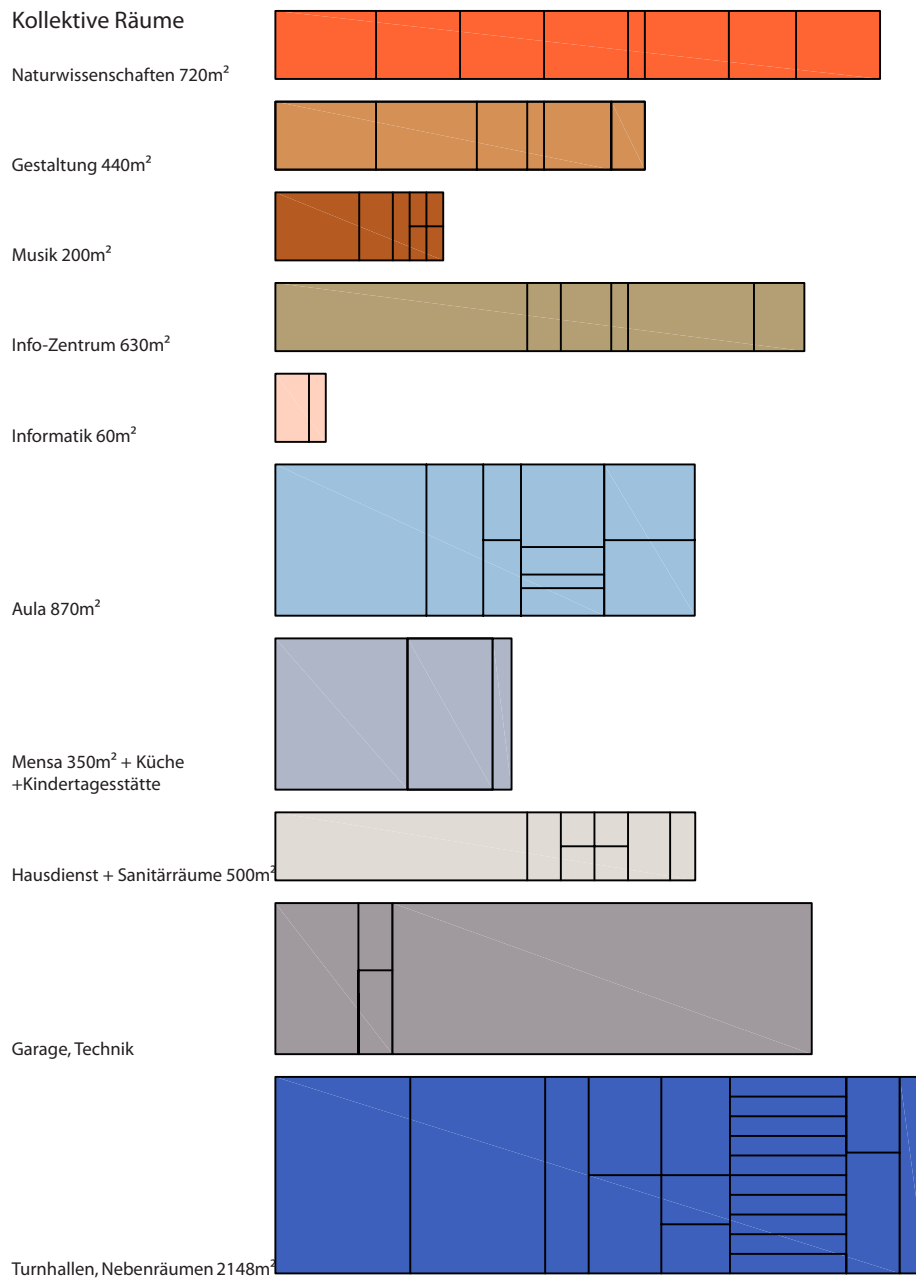 Kollektive Räume
Naturwissenschaften 720m²
Gestaltung 440m²
Musik 200m²
Info-Zentrum 630m²
Informatik 60m²
Aula 870m²
Mensa 350m² + Küche
+Kindertagesstätte
Hausdienst + Sanitärräume 500m²
Garage, Technik
Turnhallen, Nebenräumen 2148m²